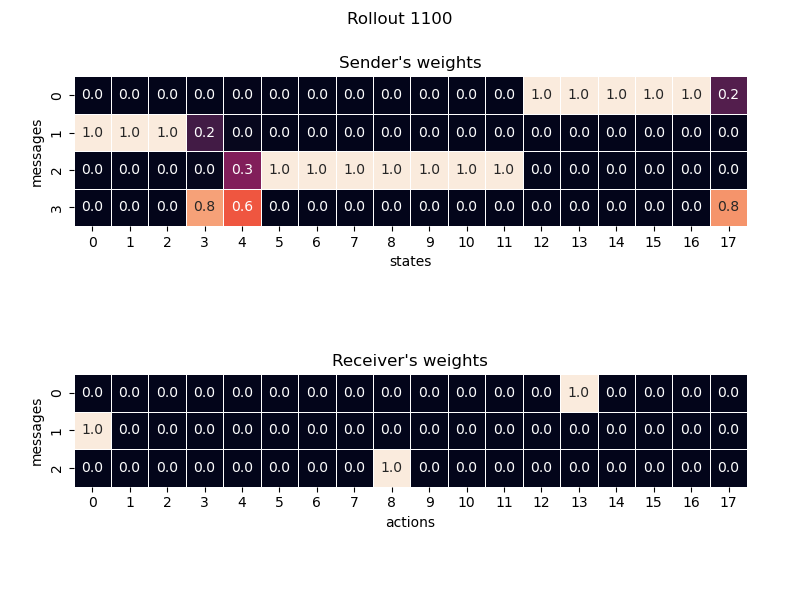 Rollout 1100
Sender's weights
0 0.0 0.0 0.0 0.0 0.0 0.0 0.0 0.0 0.0 0.0 0.0 0.0 1.0 1.0 1.0 1.0 1.0 0.2
1 1.0 1.0 1.0 0.2 0.0 0.0 0.0 0.0 0.0 0.0 0.0 0.0 0.0 0.0 0.0 0.0 0.0 0.0
2 0.0 0.0 0.0 0.0 0.3 1.0 1.0 1.0 1.0 1.0 1.0 1.0 0.0 0.0 0.0 0.0 0.0 0.0
3 0.0 0.0 0.0 0.8 0.6 0.0 0.0 0.0 0.0 0.0 0.0 0.0 0.0 0.0 0.0 0.0 0.0 0.8
messages
0 1 2 3 4 5 6 7 8 9 10 11 12 13 14 15 16 17
states
Receiver's weights
0 0.0 0.0 0.0 0.0 0.0 0.0 0.0 0.0 0.0 0.0 0.0 0.0 0.0 1.0 0.0 0.0 0.0 0.0
1 1.0 0.0 0.0 0.0 0.0 0.0 0.0 0.0 0.0 0.0 0.0 0.0 0.0 0.0 0.0 0.0 0.0 0.0
2 0.0 0.0 0.0 0.0 0.0 0.0 0.0 0.0 1.0 0.0 0.0 0.0 0.0 0.0 0.0 0.0 0.0 0.0
messages
0 1 2 3 4 5 6 7 8 9 10 11 12 13 14 15 16 17
actions